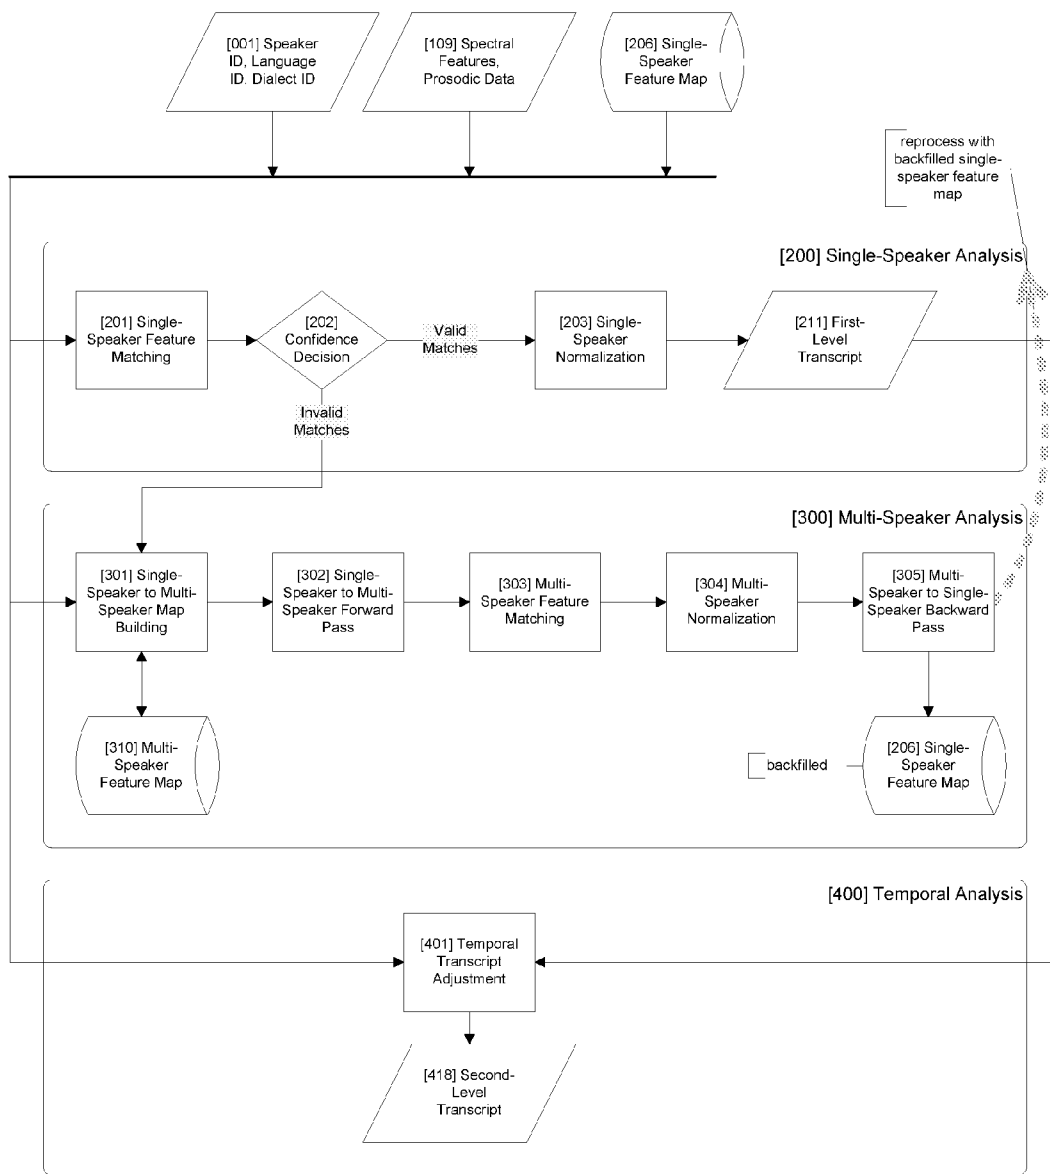 [001] Speaker
ID, Language
ID. Dialect ID
[109] Spectral
Features,
Prosodic Data
[206] Single-
Speaker
Feature Map
reprocess with
backfilled single-
speaker feature
map
[200] Single-Speaker Analysis
[201] Single-
Speaker Feature
Matching
[202]
Confidence
Decision
Valid
Matches
[203] Single-
Speaker
Normalization
[211] First-
Level
Transcript
Invalid
Matches
[300] Multi-Speaker Analysis
[301] Single-
Speaker to Multi-
Speaker Map
Building
[302] Single-
Speaker to Multi-
Speaker Forward
Pass
[303] Multi-
Speaker Feature
Matching
[304] Multi-
Speaker
Normalization
[305] Multi-
Speaker to Single-
Speaker Backward
Pass
[310] Multi-
Speaker
Feature Map
backfilled
[206] Single-
Speaker
Feature Map
[400] Temporal Analysis
[401] Temporal
Transcript
Adjustment
[418] Second-
Level
Transcript